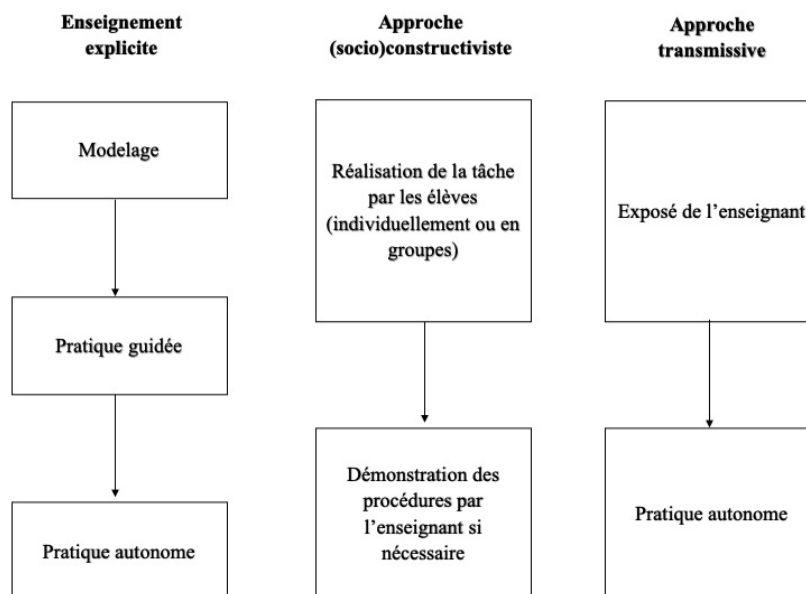 Enseignement
explicite
Modelage
Pratique guidée
Pratique autonome
Approche
(socio)constructiviste
Réalisation de la tâche
par les élèves
(individuellement ou en
groupes)
Démonstration des
procédures par
l’enseignant si
nécessaire
Approche
transmissive
Exposé de l’enseignant
Pratique autonome